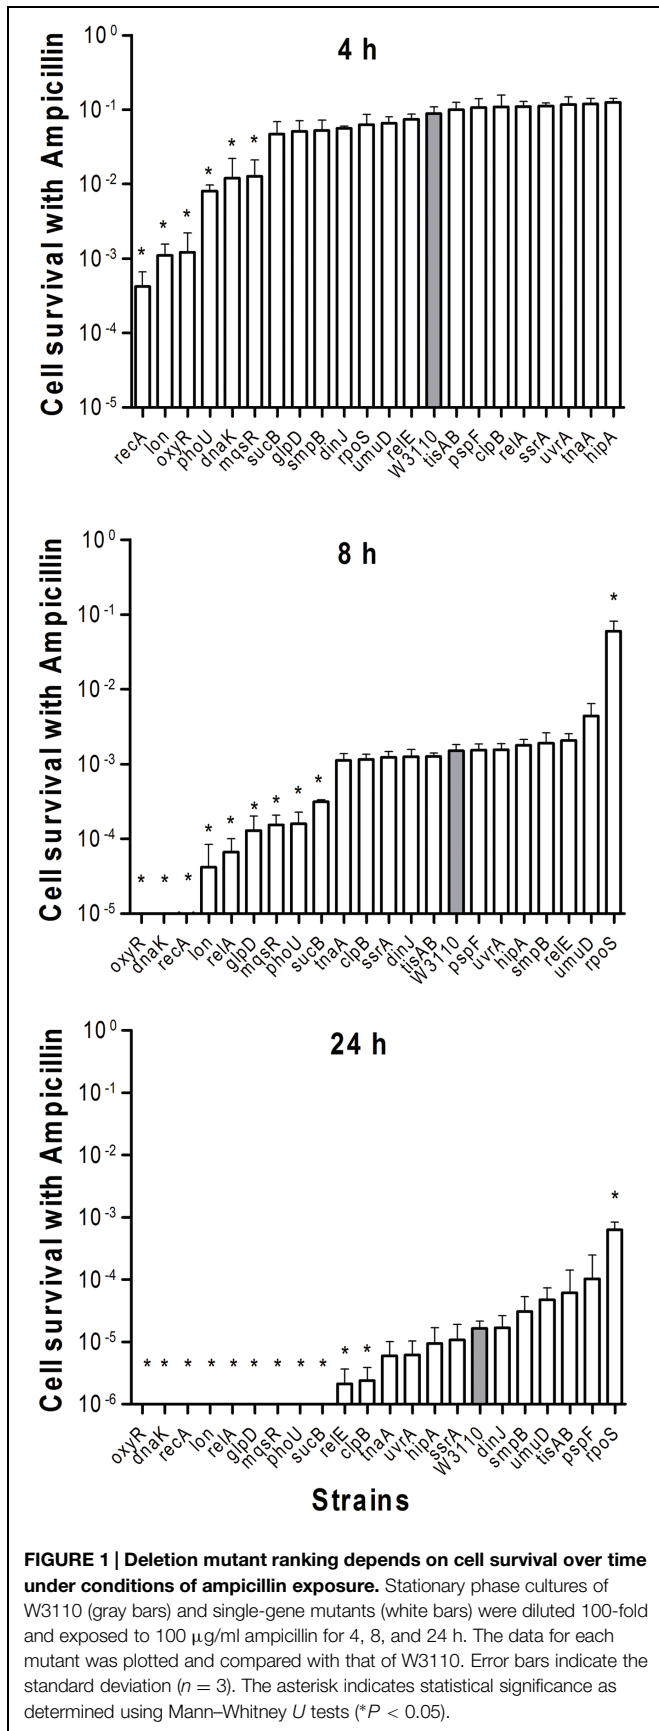 4 h
Cell survival with Ampicillin
10⁰
10⁻¹
10⁻²
10⁻³
10⁻⁴
10⁻⁵
* * * * * *
recA lon oxyR phoU dnaK mqsR sucB glpD smpB dinJ rpoS umuD relE W3110 tisAB pspF clpB relA ssrA uvrA tnaA hipA
8 h
Cell survival with Ampicillin
10⁰
10⁻¹
10⁻²
10⁻³
10⁻⁴
10⁻⁵
* * * * * * * * * *
oxyR dnaK recA lon relA glpD mqsR phoU sucB tnaA clpB ssrA dinJ tisAB W3110 pspF uvrA hipA smpB relE umuD rpoS
24 h
Cell survival with Ampicillin
10⁰
10⁻¹
10⁻²
10⁻³
10⁻⁴
10⁻⁵
10⁻⁶
* * * * * * * * * * * *
oxyR dnaK recA lon relA glpD mqsR phoU sucB relE clpB tnaA uvrA hipA ssrA W3110 dinJ smpB umuD tisAB pspF rpoS
Strains
FIGURE 1 | Deletion mutant ranking depends on cell survival over time
under conditions of ampicillin exposure. Stationary phase cultures of
W3110 (gray bars) and single-gene mutants (white bars) were diluted 100-fold
and exposed to 100 μg/ml ampicillin for 4, 8, and 24 h. The data for each
mutant was plotted and compared with that of W3110. Error bars indicate the
standard deviation (n = 3). The asterisk indicates statistical significance as
determined using Mann–Whitney U tests (*P < 0.05).